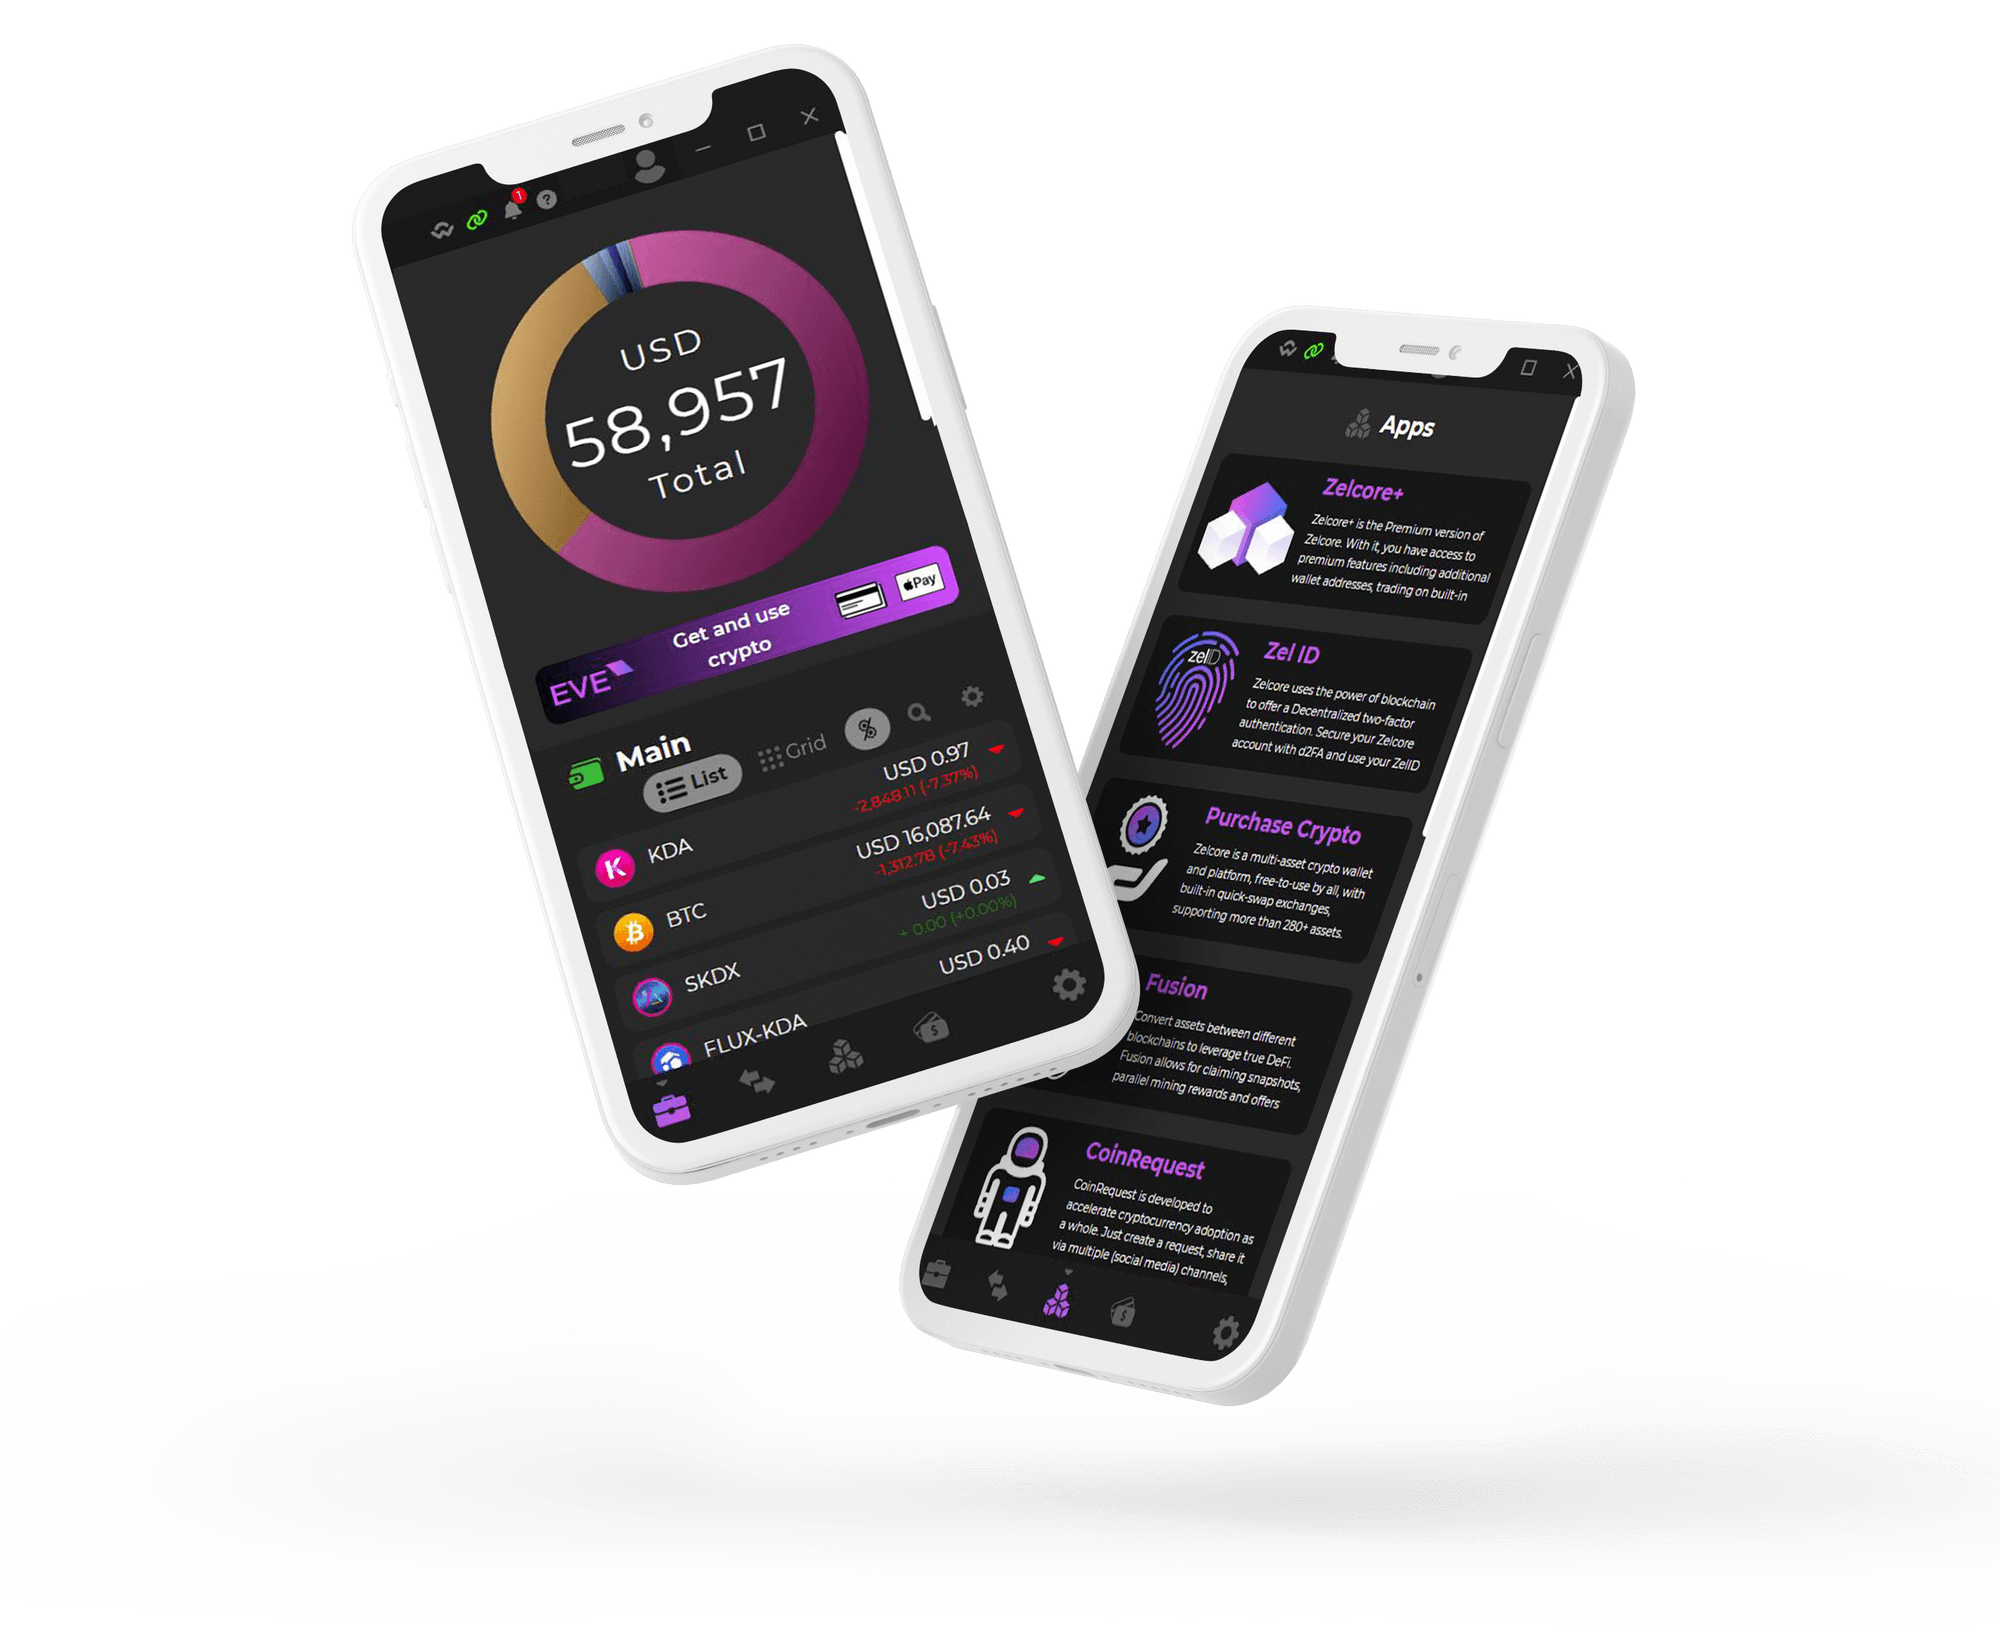 1
?
USD
58,957
Total
EVE
Get and use
crypto
Pay
Main
List
Grid
%
KDA
USD 0.97
-2,848.11 (-7.37%)
BTC
USD 16,087.64
-1,312.78 (-7.43%)
SKDX
USD 0.03
+ 0.00 (+0.00%)
FLUX-KDA
USD 0.40
$
Apps
Zelcore+
Zelcore+ is the Premium version of
Zelcore. With it, you have access to
premium features including additional
wallet addresses, trading on built-in
zelID
Zel ID
Zelcore uses the power of blockchain
to offer a Decentralized two-factor
authentication. Secure your Zelcore
account with d2FA and use your ZelID
Purchase Crypto
Zelcore is a multi-asset crypto wallet
and platform, free-to-use by all, with
built-in quick-swap exchanges,
supporting more than 280+ assets.
Fusion
Convert assets between different
blockchains to leverage true DeFi.
Fusion allows for claiming snapshots,
parallel mining rewards and offers
CoinRequest
CoinRequest is developed to
accelerate cryptocurrency adoption as
a whole. Just create a request, share it
via multiple (social media) channels,
$